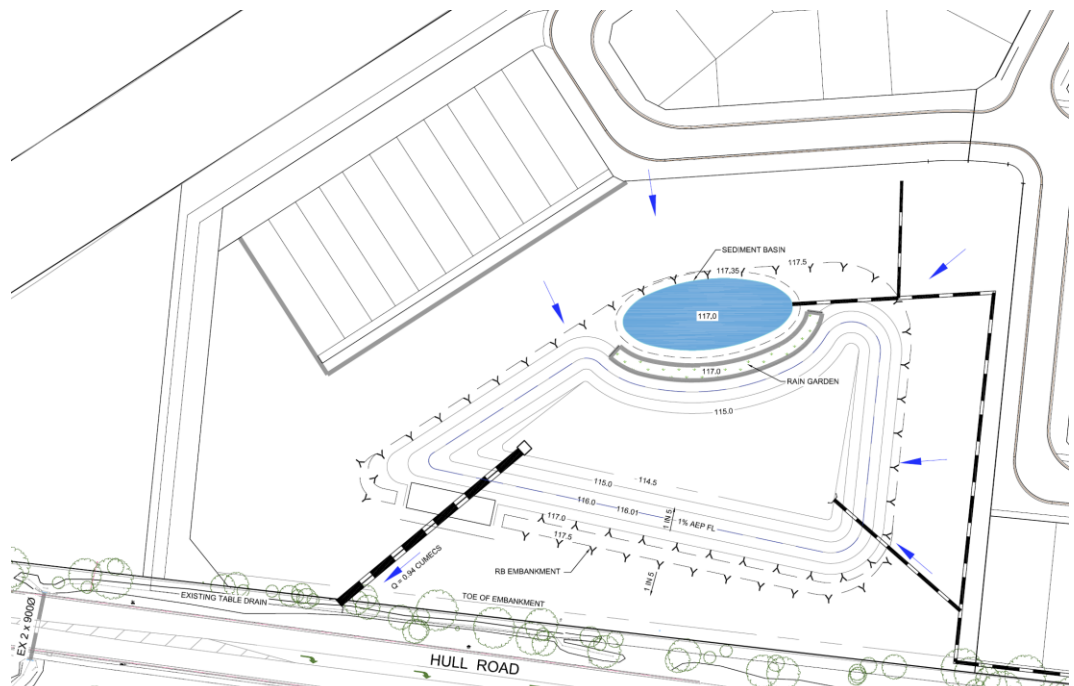 SEDIMENT BASIN
117.35
117.5
117.0
117.0
RAIN GARDEN
115.0
115.0
114.5
116.0
116.01
1% AEP FL
1 IN 5
117.0
117.5
RB EMBANKMENT
1 IN 5
Q = 0.94 CUMECS
TOE OF EMBANKMENT
EXISTING TABLE DRAIN
EX 2 x 900Ø
HULL ROAD